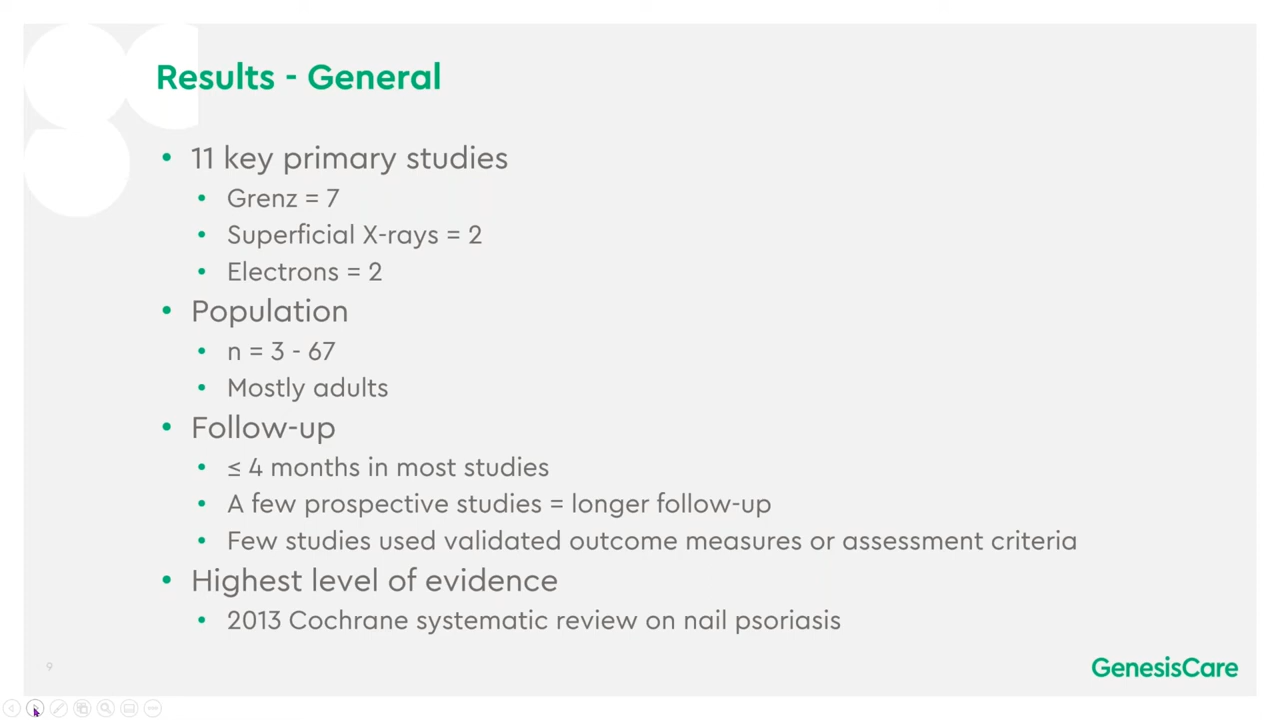 Results - General
• 11 key primary studies
• Grenz = 7
• Superficial X-rays = 2
• Electrons = 2
• Population
• n = 3 - 67
• Mostly adults
• Follow-up
• ≤ 4 months in most studies
• A few prospective studies = longer follow-up
• Few studies used validated outcome measures or assessment criteria
• Highest level of evidence
• 2013 Cochrane systematic review on nail psoriasis
9
GenesisCare